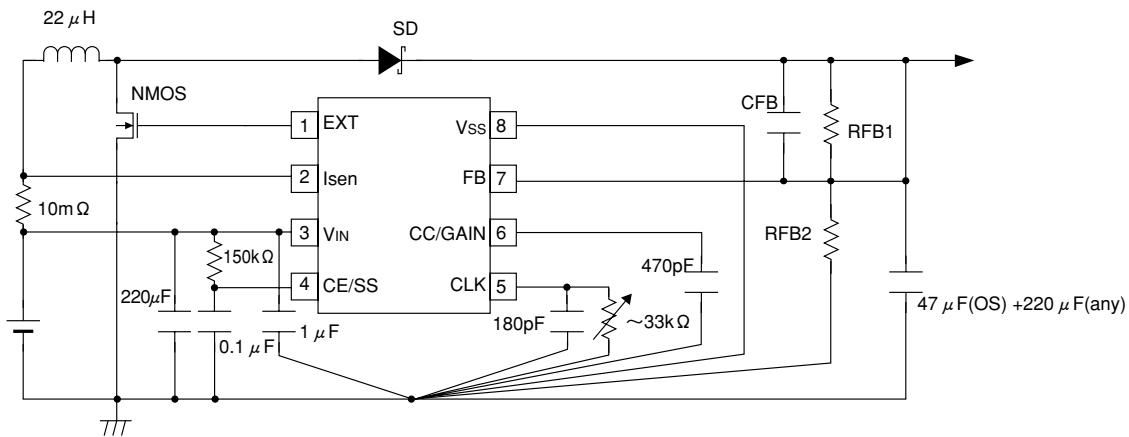 22 μH
SD
NMOS
CFB
RFB1
1 EXT
VSS 8
2 Isen
FB 7
10mΩ
3 VIN
CC/GAIN 6
RFB2
150kΩ
470pF
4 CE/SS
CLK 5
220μF
1 μF
180pF
~33kΩ
47 μF(OS) +220 μF(any)
0.1 μF